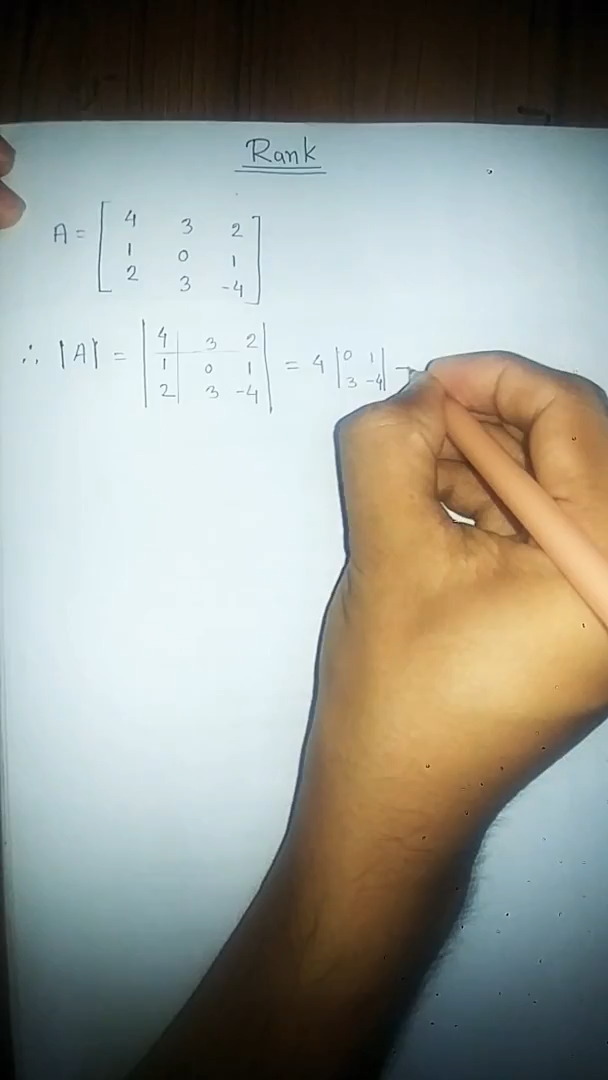 Rank
A = [ 4 3 2
1 0 1
2 3 -4 ]
∴ |A| = | 4 3 2
1 0 1
2 3 -4 | = 4 | 0 1
3 -4 | -